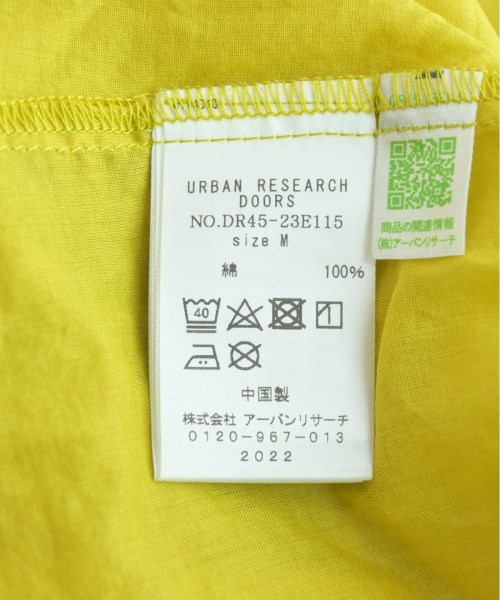 URBAN RESEARCH
DOORS
NO.DR45-23E115
size M
綿 100%
40
中国製
株式会社 アーバンリサーチ
0120-967-013
2022
商品の関連情報
(株)アーバンリサーチ